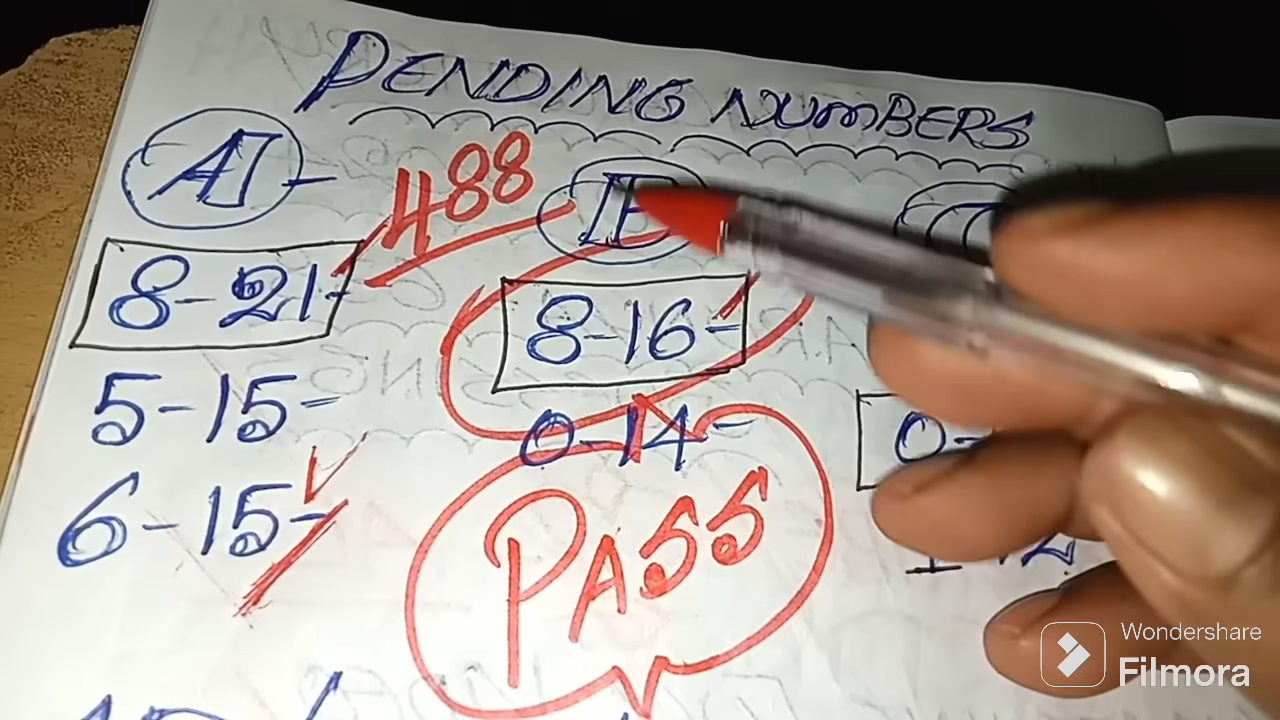 PENDING NUMBERS
A
488
B
8-21-
8-16-
5-15-
0-14-
6-15-
PASS
Wondershare
Filmora